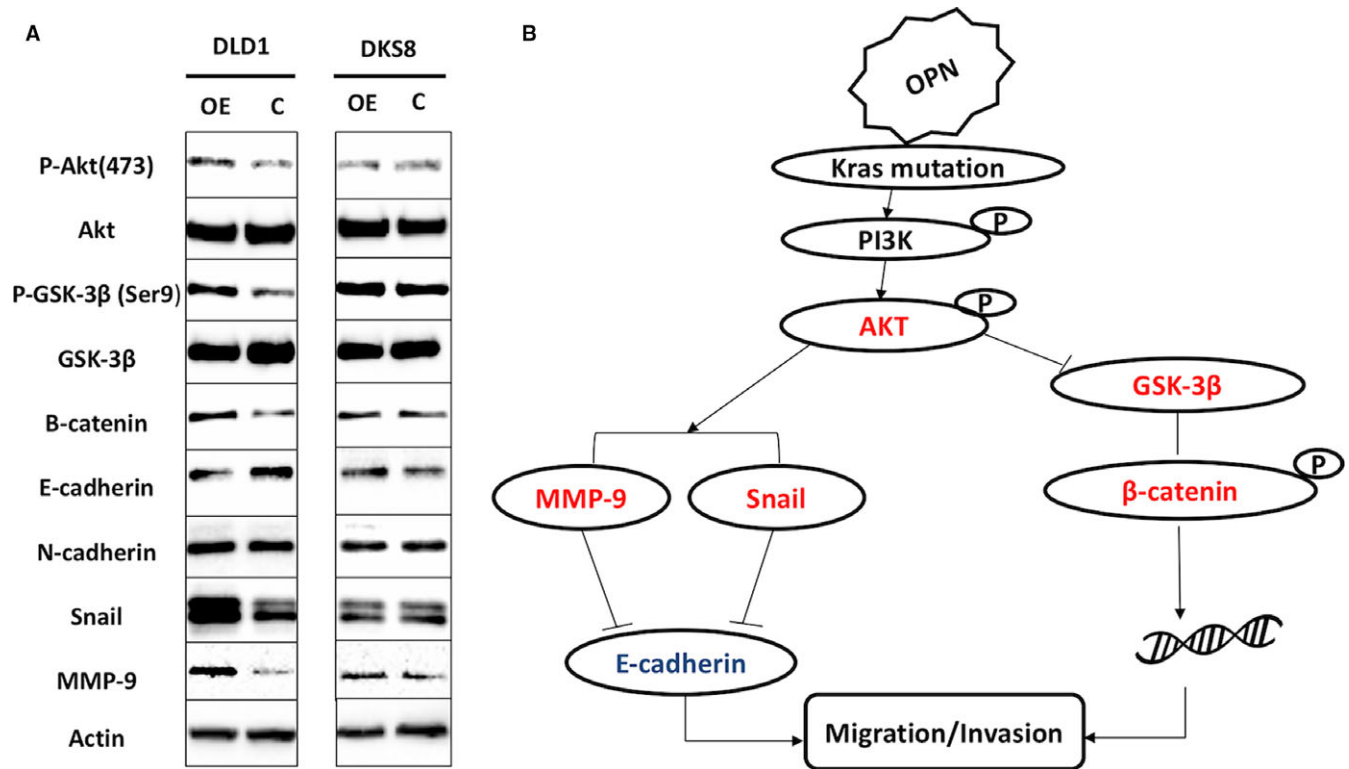 A
DLD1
DKS8
OE
C
OE
C
P-Akt(473)
Akt
P-GSK-3β (Ser9)
GSK-3β
B-catenin
E-cadherin
N-cadherin
Snail
MMP-9
Actin
B
OPN
Kras mutation
P
PI3K
P
AKT
GSK-3β
P
MMP-9
Snail
β-catenin
E-cadherin
Migration/Invasion